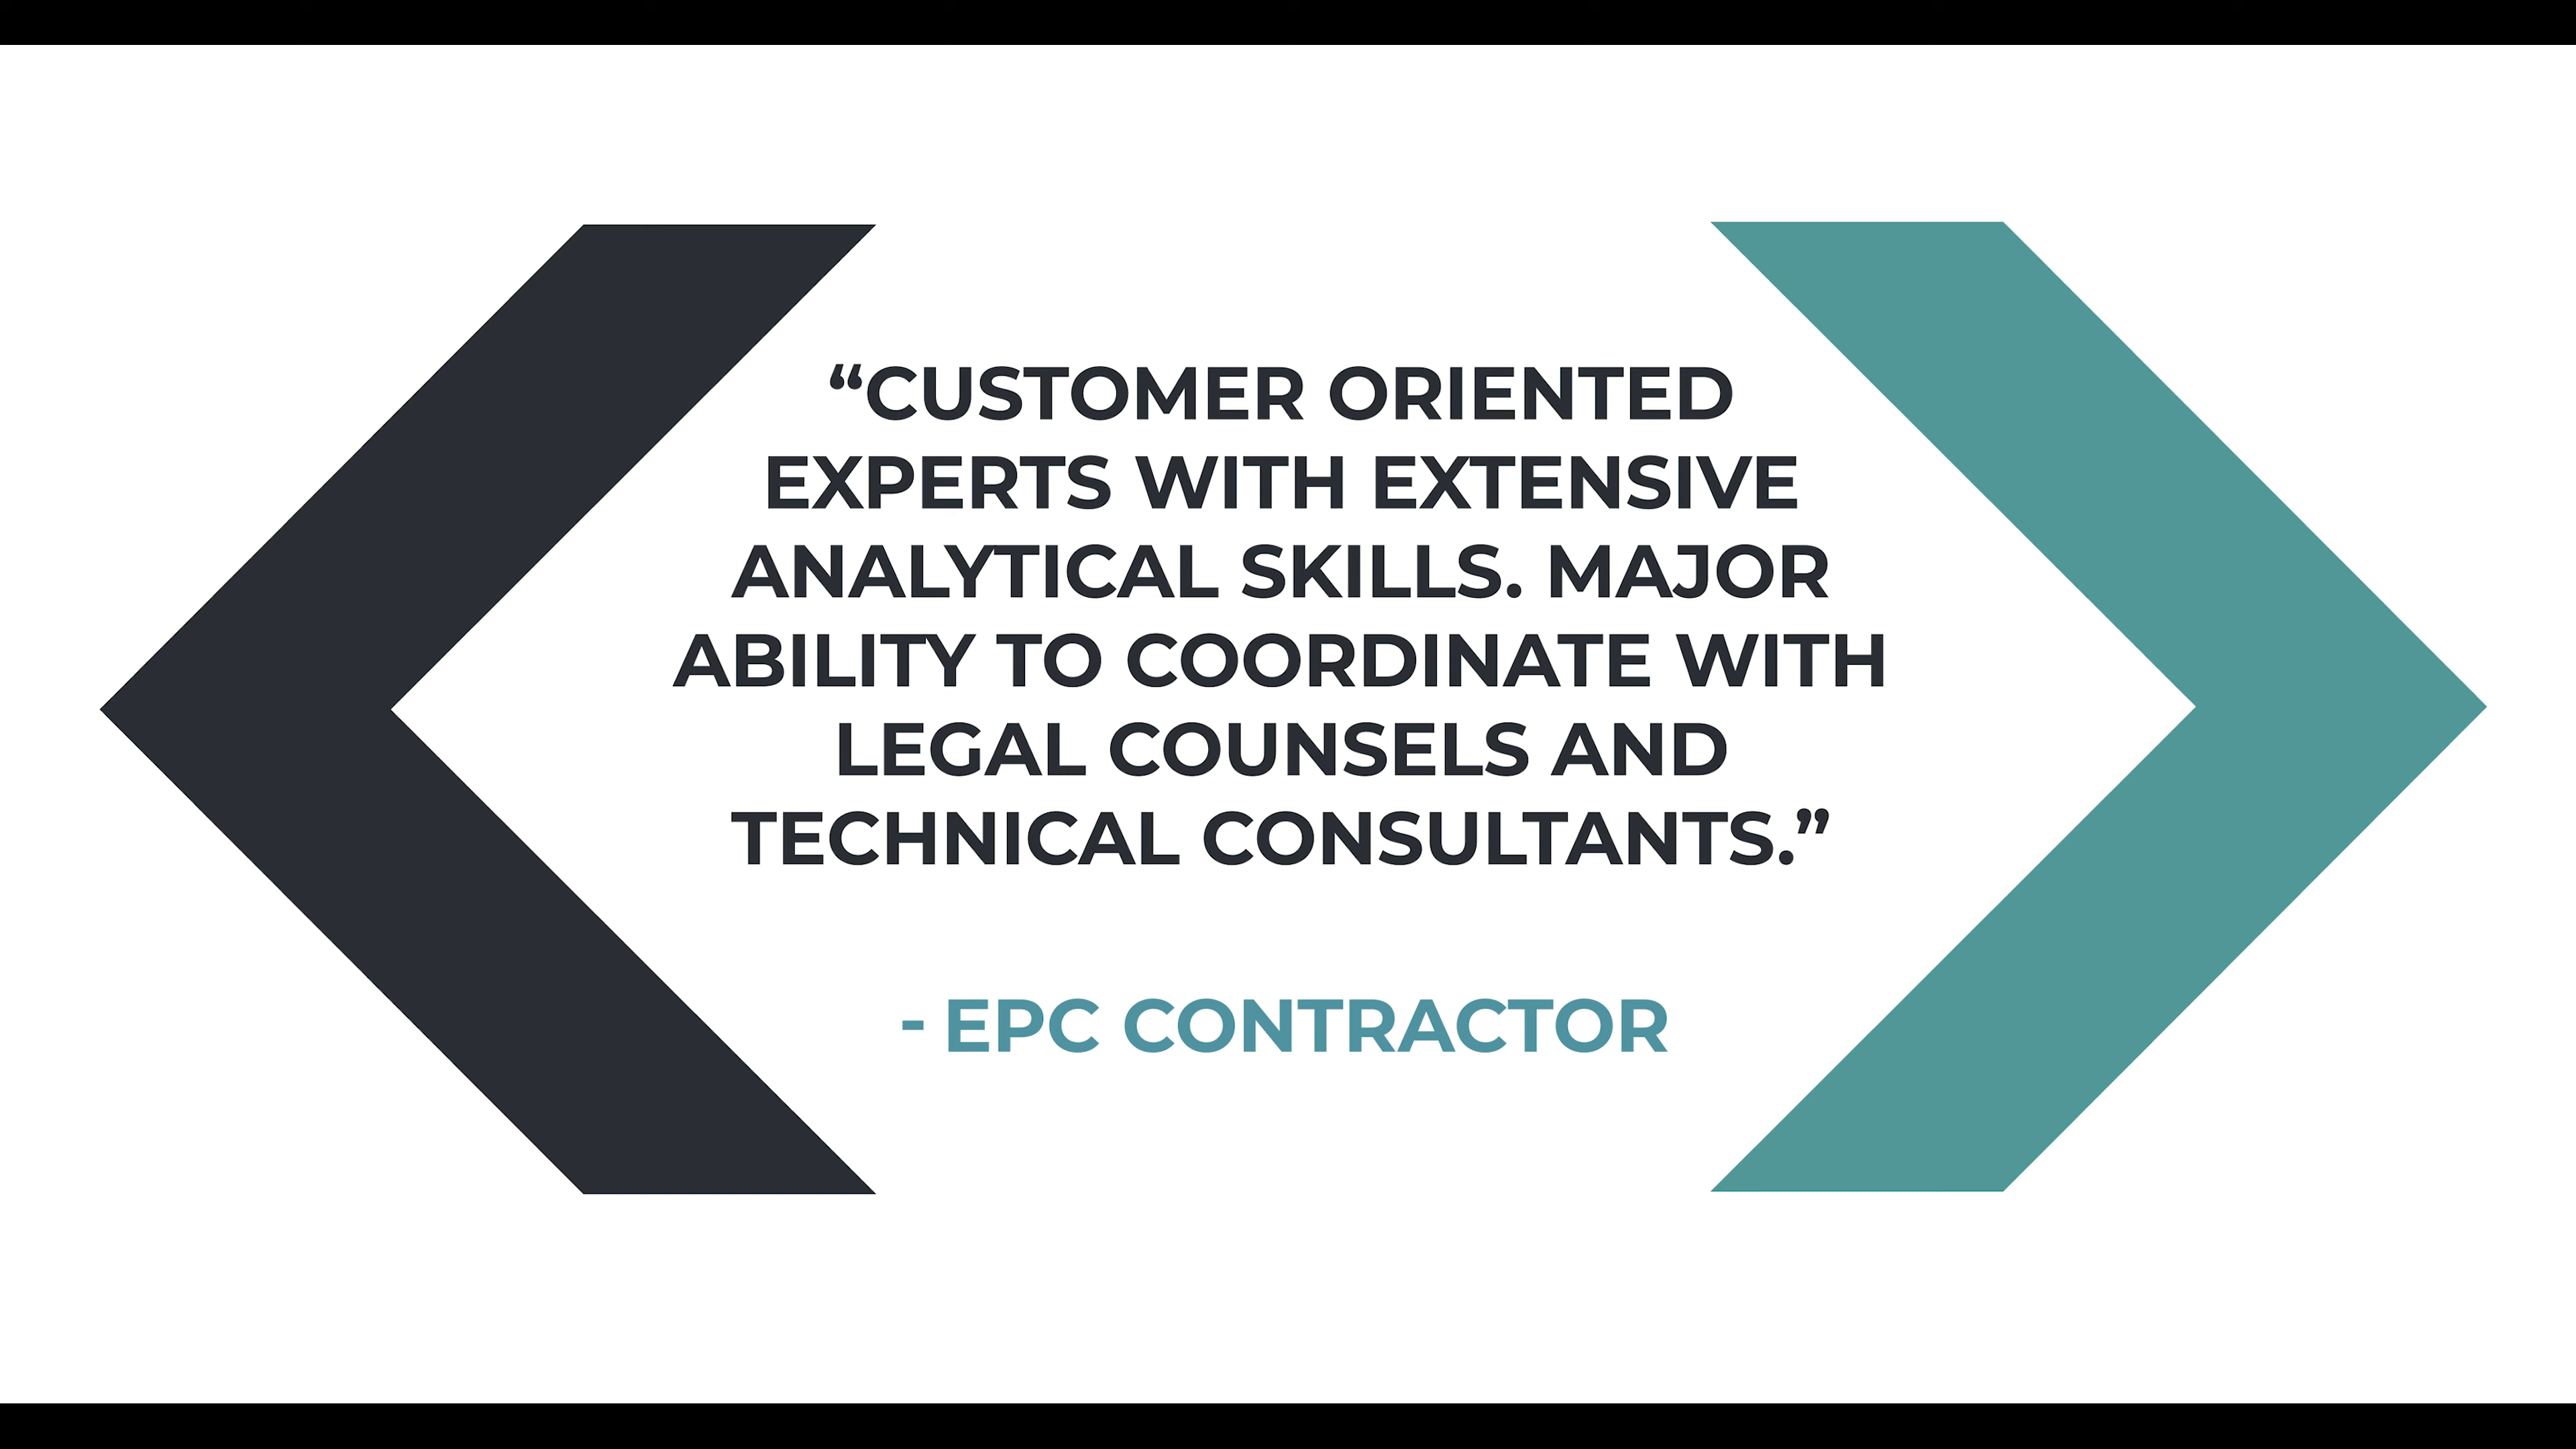 “CUSTOMER ORIENTED
EXPERTS WITH EXTENSIVE
ANALYTICAL SKILLS. MAJOR
ABILITY TO COORDINATE WITH
LEGAL COUNSELS AND
TECHNICAL CONSULTANTS.”
- EPC CONTRACTOR